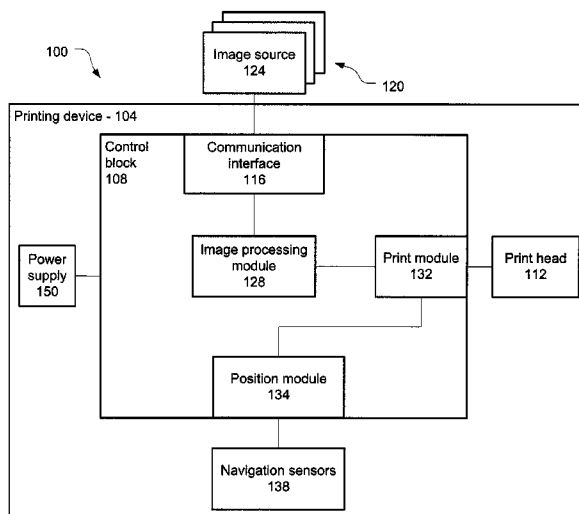 100
Image source
124
120
Printing device - 104
Control
block
108
Communication
interface
116
Power
supply
150
Image processing
module
128
Print module
132
Print head
112
Position module
134
Navigation sensors
138